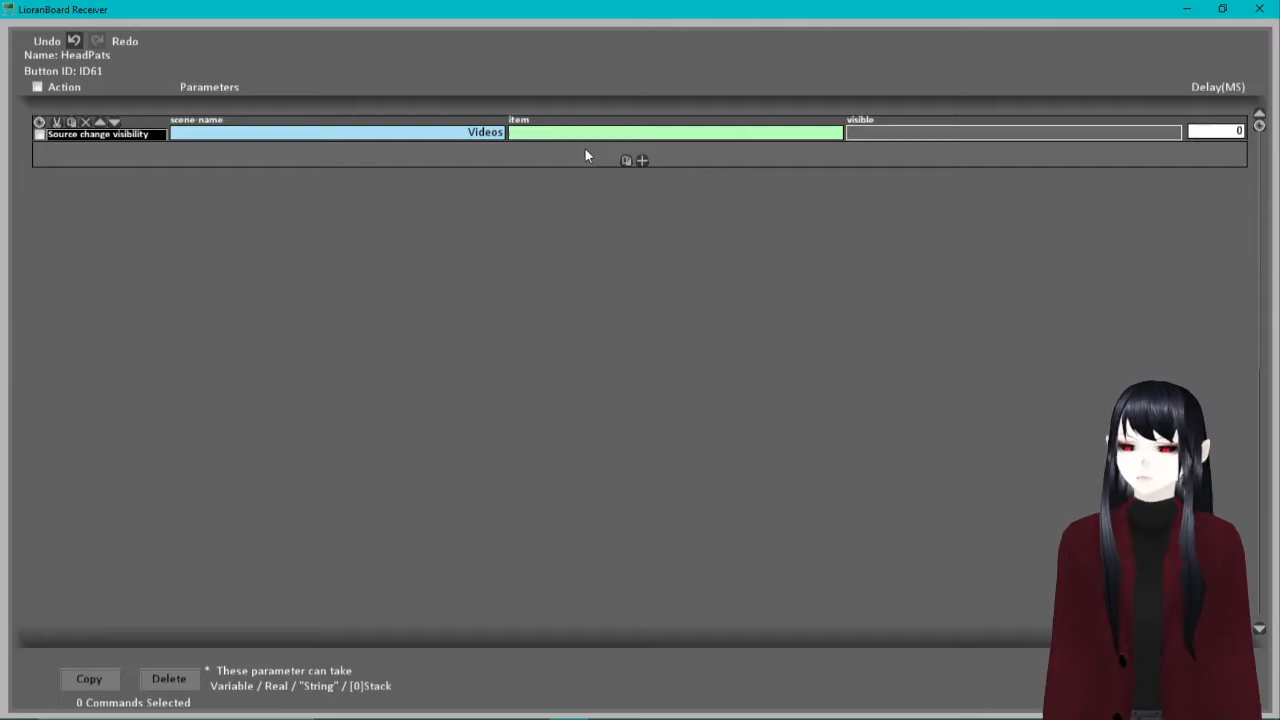 LioranBoard Receiver
Undo Redo
Name: HeadPats
Button ID: ID61
Action Parameters Delay(MS)
scene-name item visible
Source change visibility Videos 0
Copy Delete * These parameter can take
Variable / Real / "String" / [0]Stack
0 Commands Selected